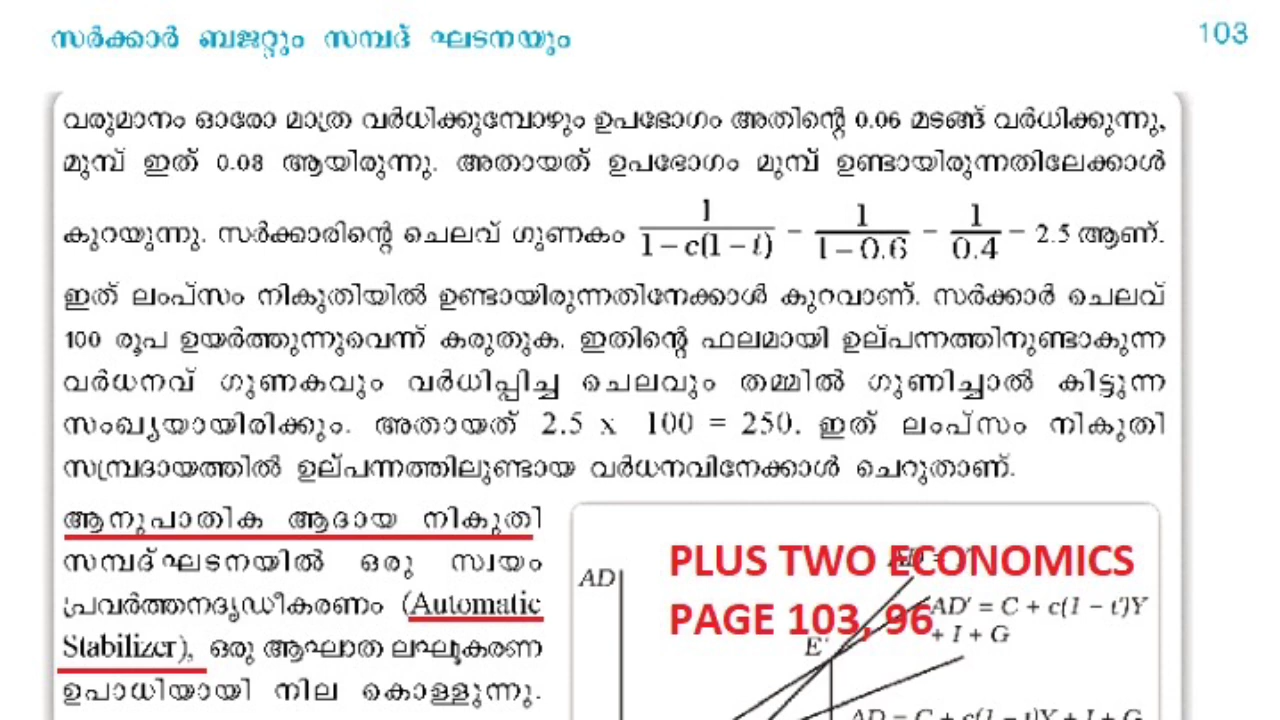 സർക്കാർ ബജറ്റും സമ്പദ് ഘടനയും
103
വരുമാനം ഓരോ മാത്ര വർധിക്കുമ്പോഴും ഉപഭോഗം അതിന്റെ 0.06 മടങ്ങ് വർധിക്കുന്നു,
മുമ്പ് ഇത് 0.08 ആയിരുന്നു. അതായത് ഉപഭോഗം മുമ്പ് ഉണ്ടായിരുന്നതിലേക്കാൾ
കുറയുന്നു. സർക്കാരിന്റെ ചെലവ് ഗുണകം 1/(1 – c(1 – t)) – 1/(1 – 0.6) – 1/0.4 – 2.5 ആണ്.
ഇത് ലംപ്സം നികുതിയിൽ ഉണ്ടായിരുന്നതിനേക്കാൾ കുറവാണ്. സർക്കാർ ചെലവ്
100 രൂപ ഉയർത്തുന്നുവെന്ന് കരുതുക. ഇതിന്റെ ഫലമായി ഉല്പന്നത്തിനുണ്ടാകുന്ന
വർധനവ് ഗുണകവും വർധിപ്പിച്ച ചെലവും തമ്മിൽ ഗുണിച്ചാൽ കിട്ടുന്ന
സംഖ്യയായിരിക്കും. അതായത് 2.5 x 100 = 250. ഇത് ലംപ്സം നികുതി
സമ്പ്രദായത്തിൽ ഉല്പന്നത്തിലുണ്ടായ വർധനവിനേക്കാൾ ചെറുതാണ്.
ആനുപാതിക ആദായ നികുതി
സമ്പദ്ഘടനയിൽ ഒരു സ്വയം
പ്രവർത്തനദൃഢീകരണം (Automatic
Stabilizer), ഒരു ആഘാത ലഘൂകരണ
ഉപാധിയായി നില കൊള്ളുന്നു.
AD
PLUS TWO ECONOMICS
PAGE 103, 96
AD′ = C + c(1 – t′)Y
+ I + G
E′
AD = C + c(1 – t)Y + I + G